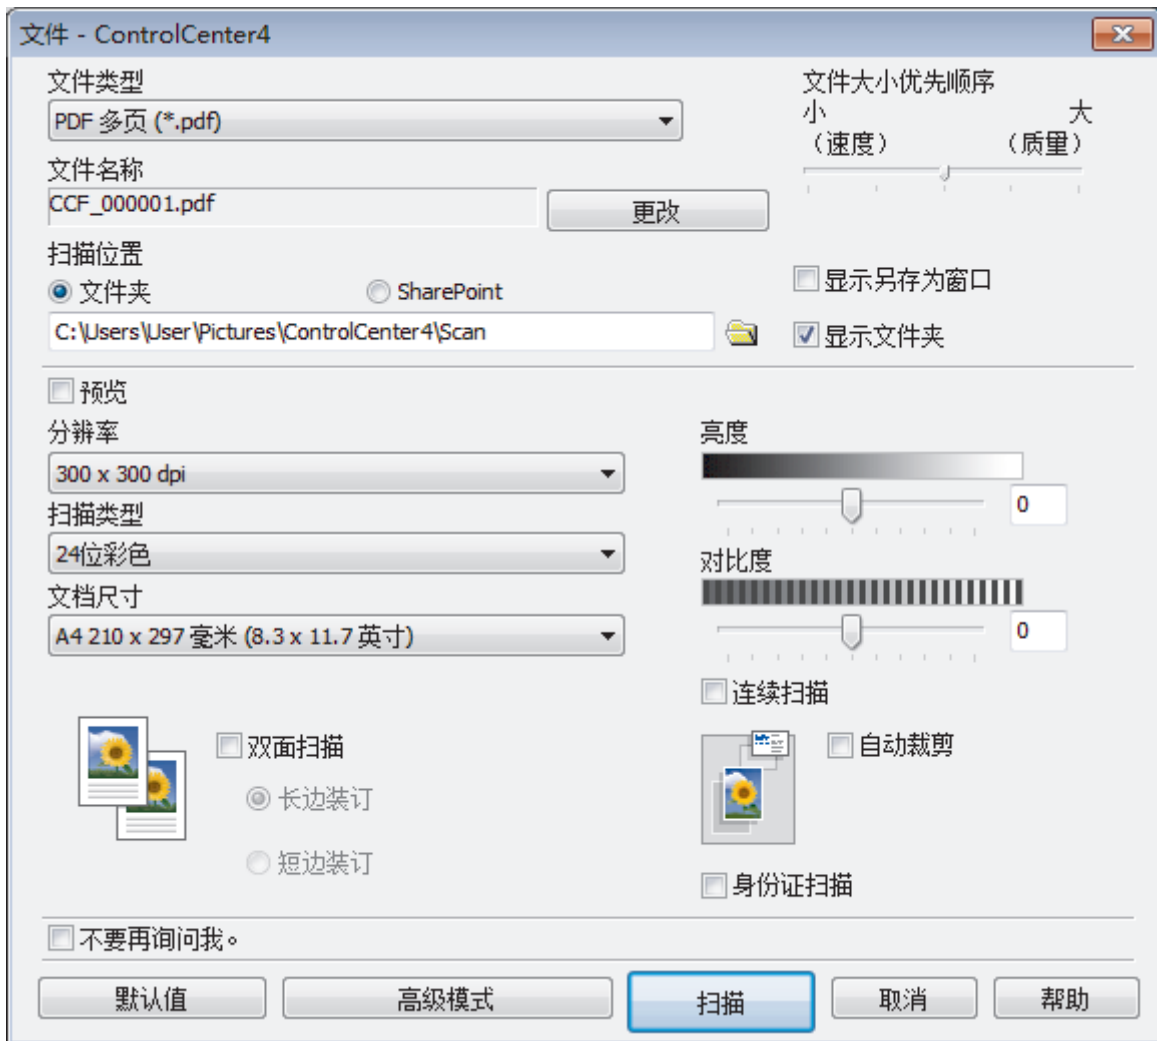 文件 - ControlCenter4
文件类型
PDF 多页 (*.pdf)
文件大小优先顺序
小 大
（速度） （质量）
文件名称
CCF_000001.pdf
更改
扫描位置
文件夹 SharePoint
显示另存为窗口
C:\Users\User\Pictures\ControlCenter4\Scan
显示文件夹
预览
分辨率
300 x 300 dpi
亮度
0
扫描类型
24位彩色
对比度
文档尺寸
A4 210 x 297 毫米 (8.3 x 11.7 英寸)
0
连续扫描
双面扫描
自动裁剪
长边装订
短边装订
身份证扫描
不要再询问我。
默认值 高级模式 扫描 取消 帮助